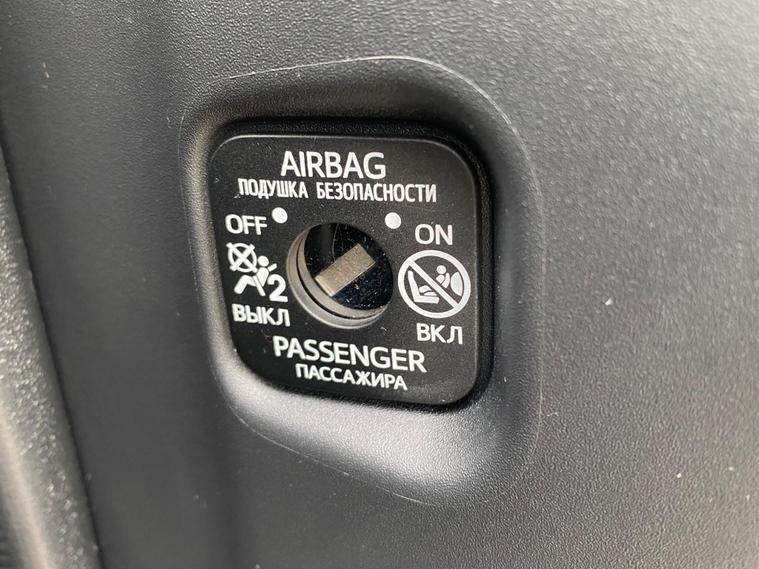 AIRBAG
ПОДУШКА БЕЗОПАСНОСТИ
OFF ON
2
ВЫКЛ ВКЛ
PASSENGER
ПАССАЖИРА